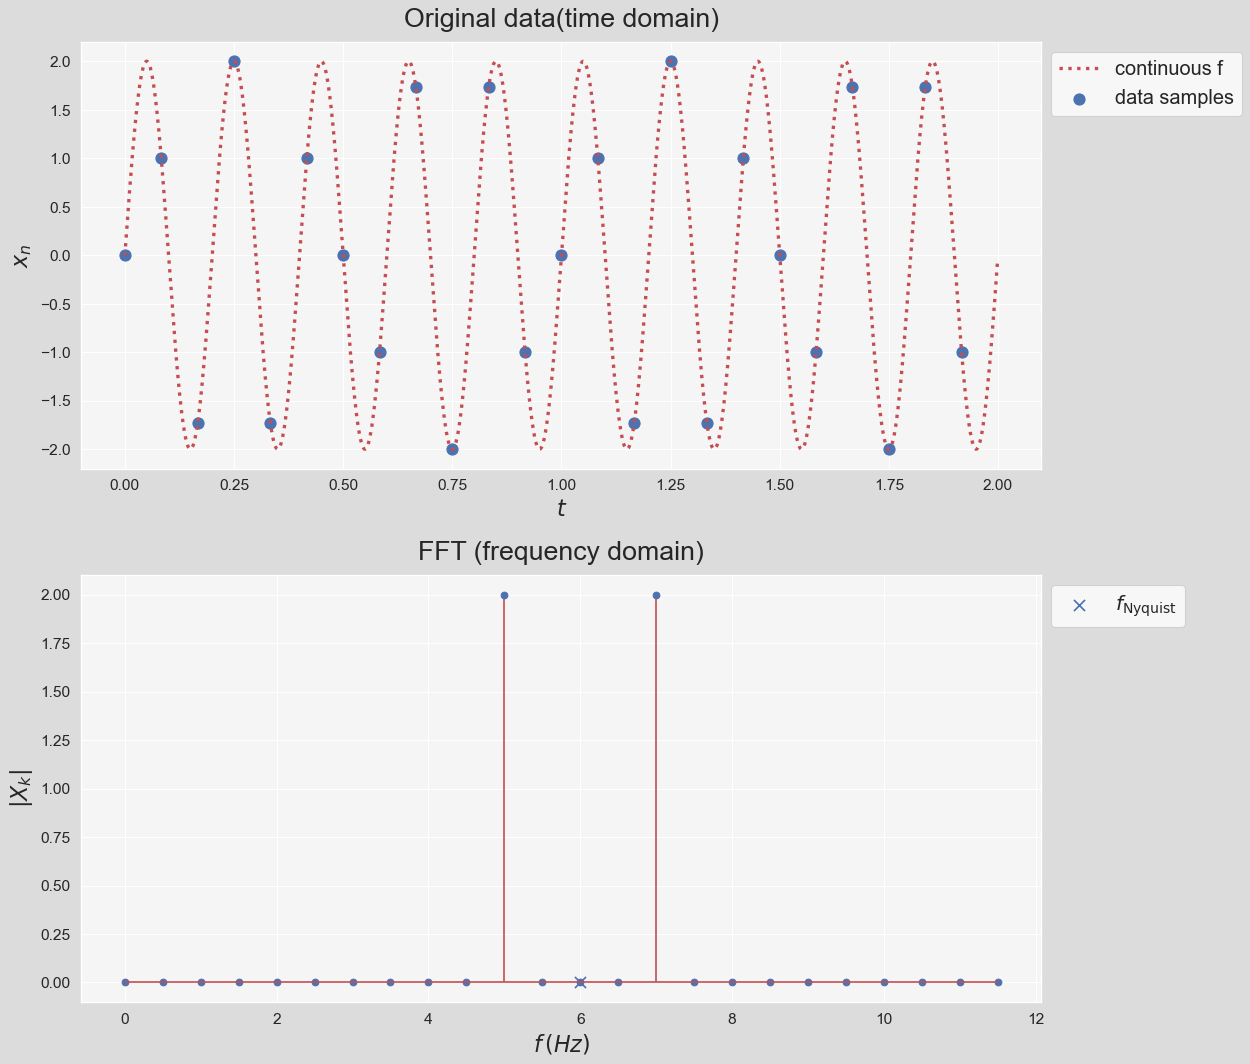 Original data(time domain)
2.0
1.5
1.0
0.5
0.0
−0.5
−1.0
−1.5
−2.0
x_n
0.00 0.25 0.50 0.75 1.00 1.25 1.50 1.75 2.00
t
continuous f
data samples
FFT (frequency domain)
2.00
1.75
1.50
1.25
1.00
0.75
0.50
0.25
0.00
|X_k|
0 2 4 6 8 10 12
f (Hz)
f_Nyquist